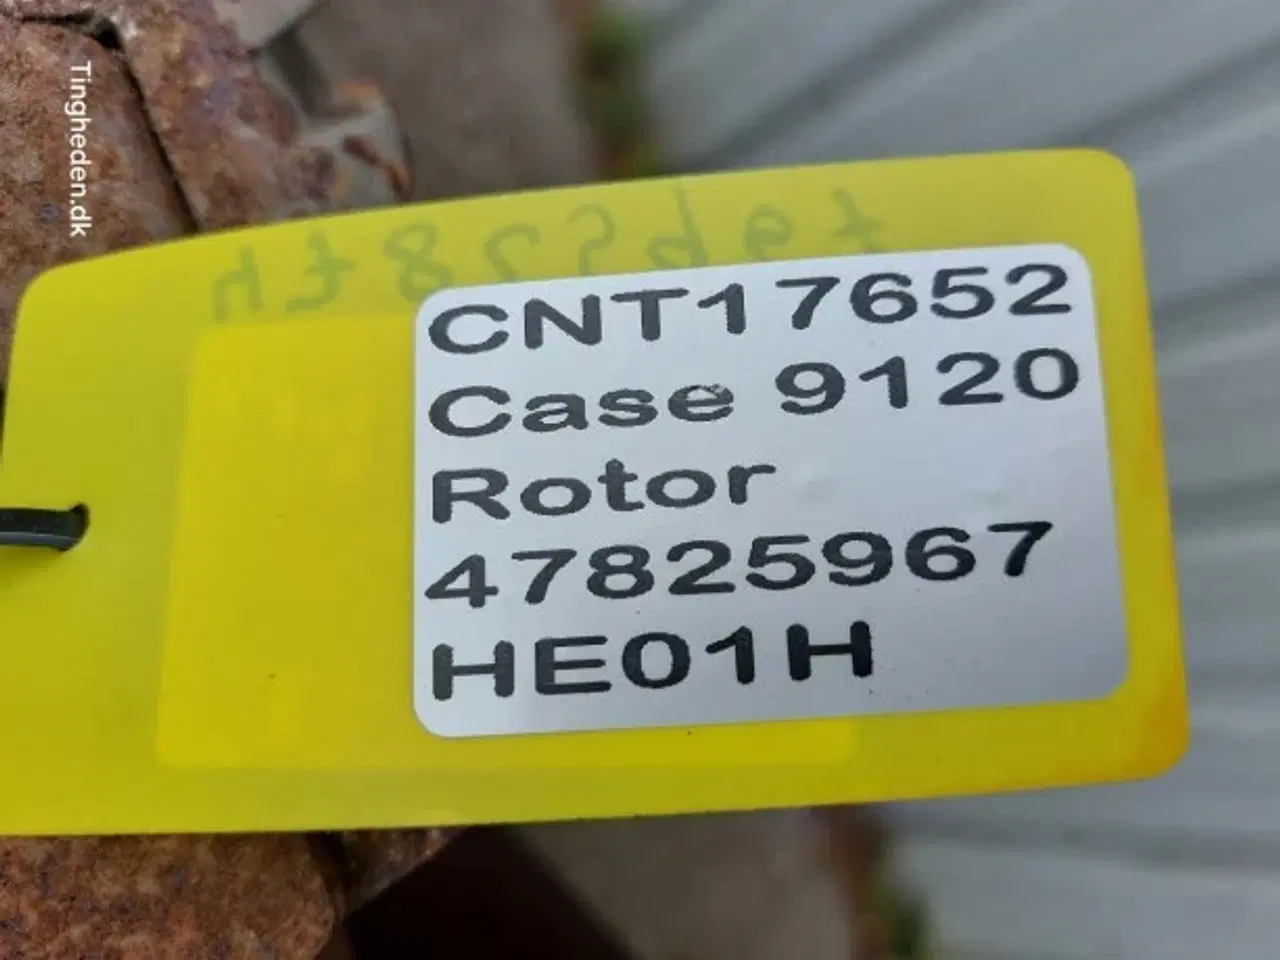 Tingheden.dk
CNT17652
Case 9120
Rotor
47825967
HE01H